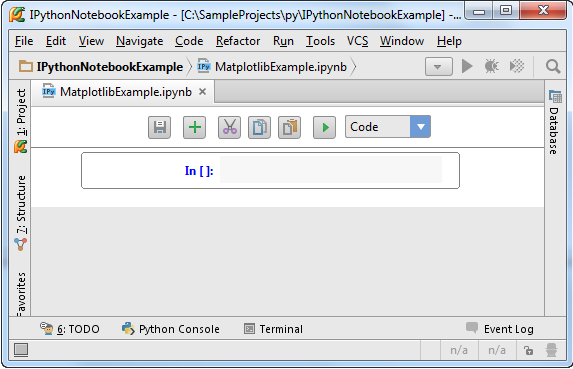 IPythonNotebookExample - [C:\SampleProjects\py\IPythonNotebookExample] -...
File Edit View Navigate Code Refactor Run Tools VCS Window Help
IPythonNotebookExample MatplotlibExample.ipynb
1: Project
MatplotlibExample.ipynb
Code
Database
In [ ]:
7: Structure
Favorites
6: TODO Python Console Terminal Event Log
n/a n/a